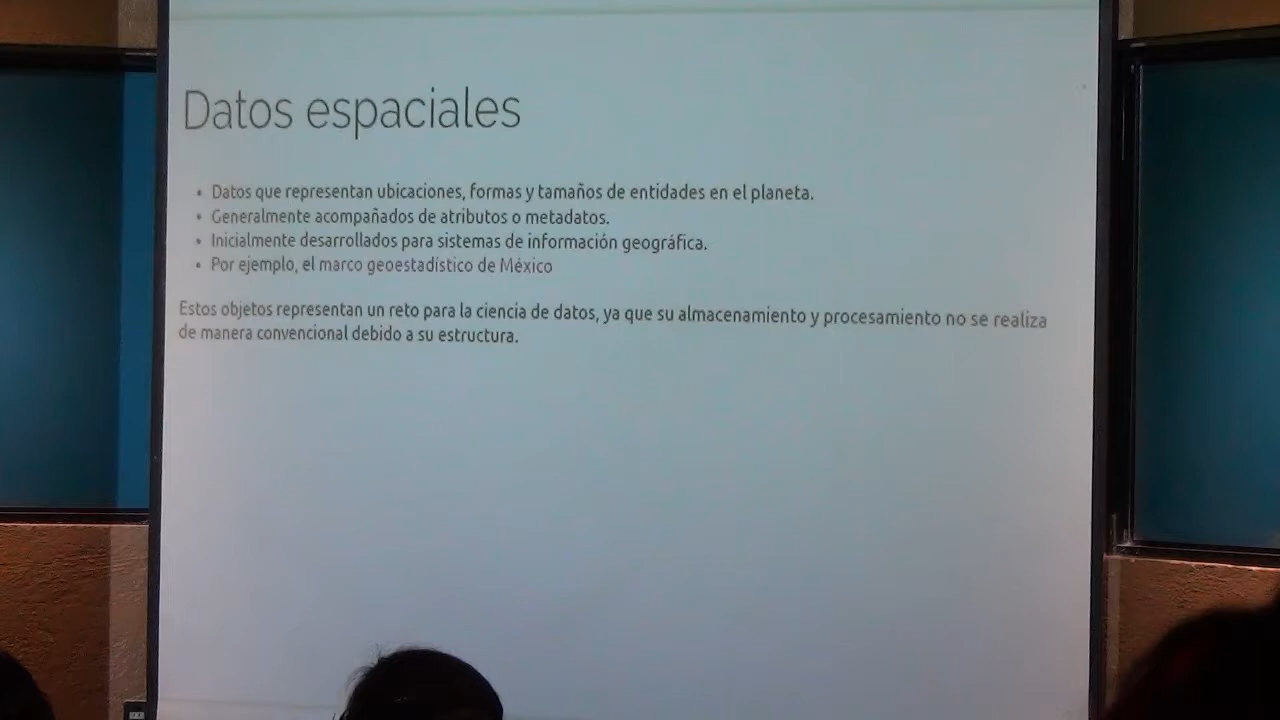 Datos espaciales
• Datos que representan ubicaciones, formas y tamaños de entidades en el planeta.
• Generalmente acompañados de atributos o metadatos.
• Inicialmente desarrollados para sistemas de información geográfica.
• Por ejemplo, el marco geoestadístico de México
Estos objetos representan un reto para la ciencia de datos, ya que su almacenamiento y procesamiento no se realiza
de manera convencional debido a su estructura.